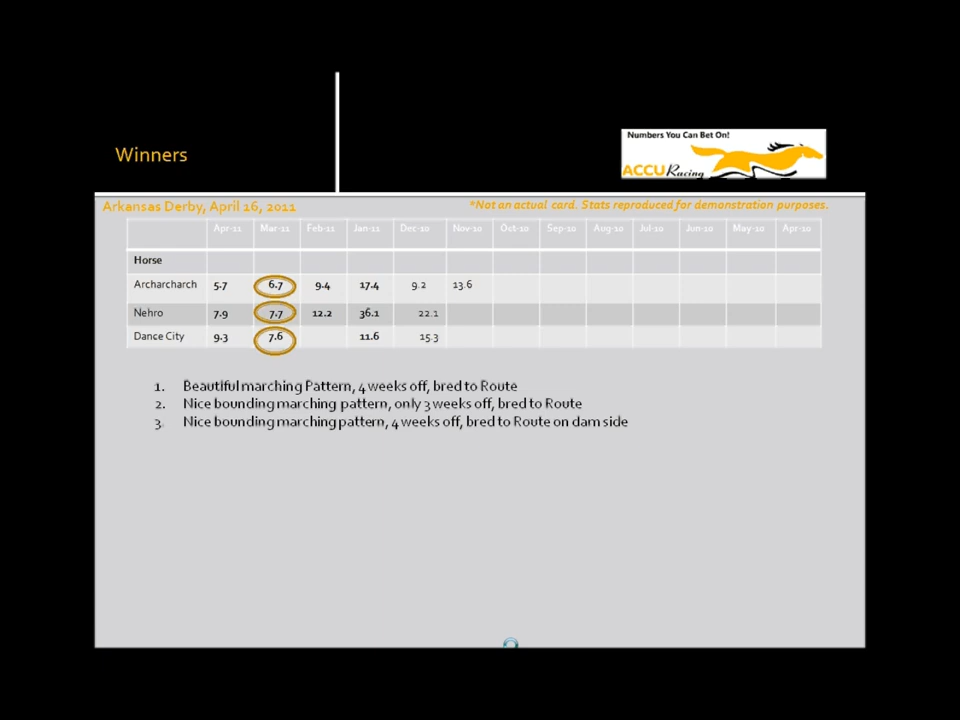 Numbers You Can Bet On!
Winners
ACCU Racing
Arkansas Derby, April 16, 2011
*Not an actual card. Stats reproduced for demonstration purposes.
Apr-11 Mar-11 Feb-11 Jan-11 Dec-10 Nov-10 Oct-10 Sep-10 Aug-10 Jul-10 Jun-10 May-10 Apr-10
Horse
Archarcharch 5.7 6.7 9.4 17.4 9.2 13.6
Nehro 7.9 7.7 12.2 36.1 22.1
Dance City 9.3 7.6 11.6 15.3
1. Beautiful marching Pattern, 4 weeks off, bred to Route
2. Nice bounding marching pattern, only 3 weeks off, bred to Route
3. Nice bounding marching pattern, 4 weeks off, bred to Route on dam side